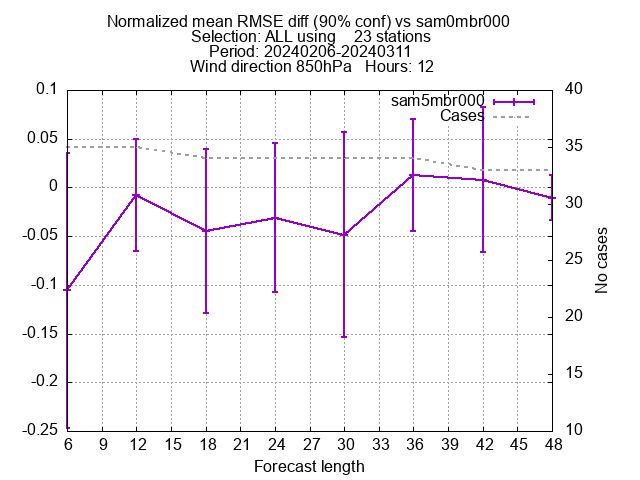 Normalized mean RMSE diff (90% conf) vs sam0mbr000
Selection: ALL using    23 stations
Period: 20240206-20240311
Wind direction 850hPa   Hours: 12
sam5mbr000
Cases
0.1
0.05
0
-0.05
-0.1
-0.15
-0.2
-0.25
40
35
30
25
20
15
10
No cases
6 9 12 15 18 21 24 27 30 33 36 39 42 45 48
Forecast length